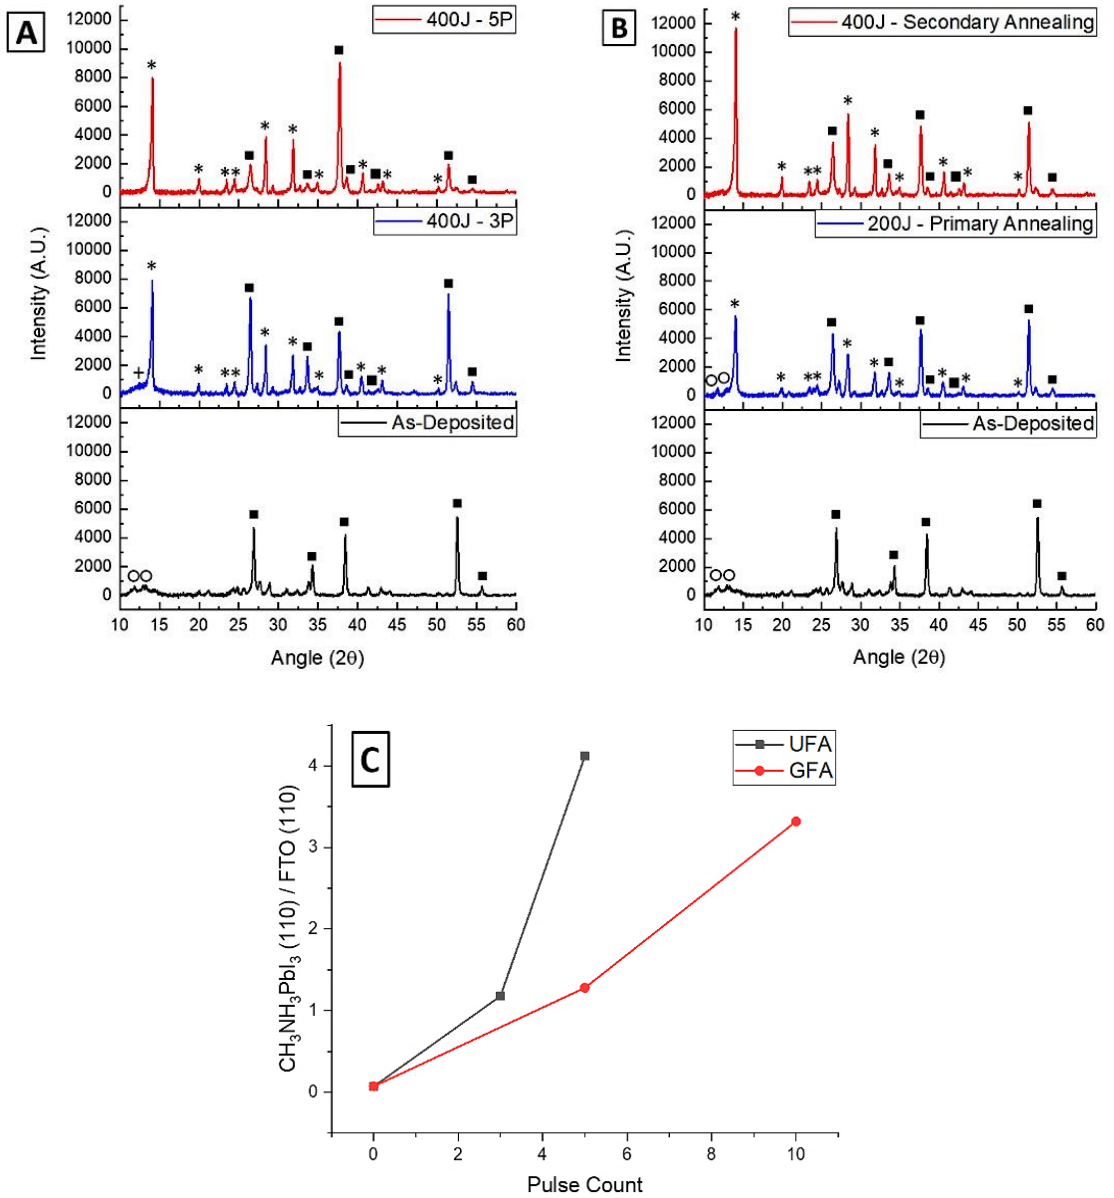 A
400J - 5P
12000
10000
8000
6000
4000
2000
0
400J - 3P
12000
10000
8000
6000
4000
2000
0
As-Deposited
12000
10000
8000
6000
4000
2000
0
10 15 20 25 30 35 40 45 50 55 60
Angle (2θ)
Intensity (A.U.)
B
400J - Secondary Annealing
12000
10000
8000
6000
4000
2000
0
200J - Primary Annealing
12000
10000
8000
6000
4000
2000
0
As-Deposited
12000
10000
8000
6000
4000
2000
0
10 15 20 25 30 35 40 45 50 55 60
Angle (2θ)
Intensity (A.U.)
C
UFA
GFA
4
3
2
1
0
0 2 4 6 8 10
Pulse Count
CH₃NH₃PbI₃ (110) / FTO (110)